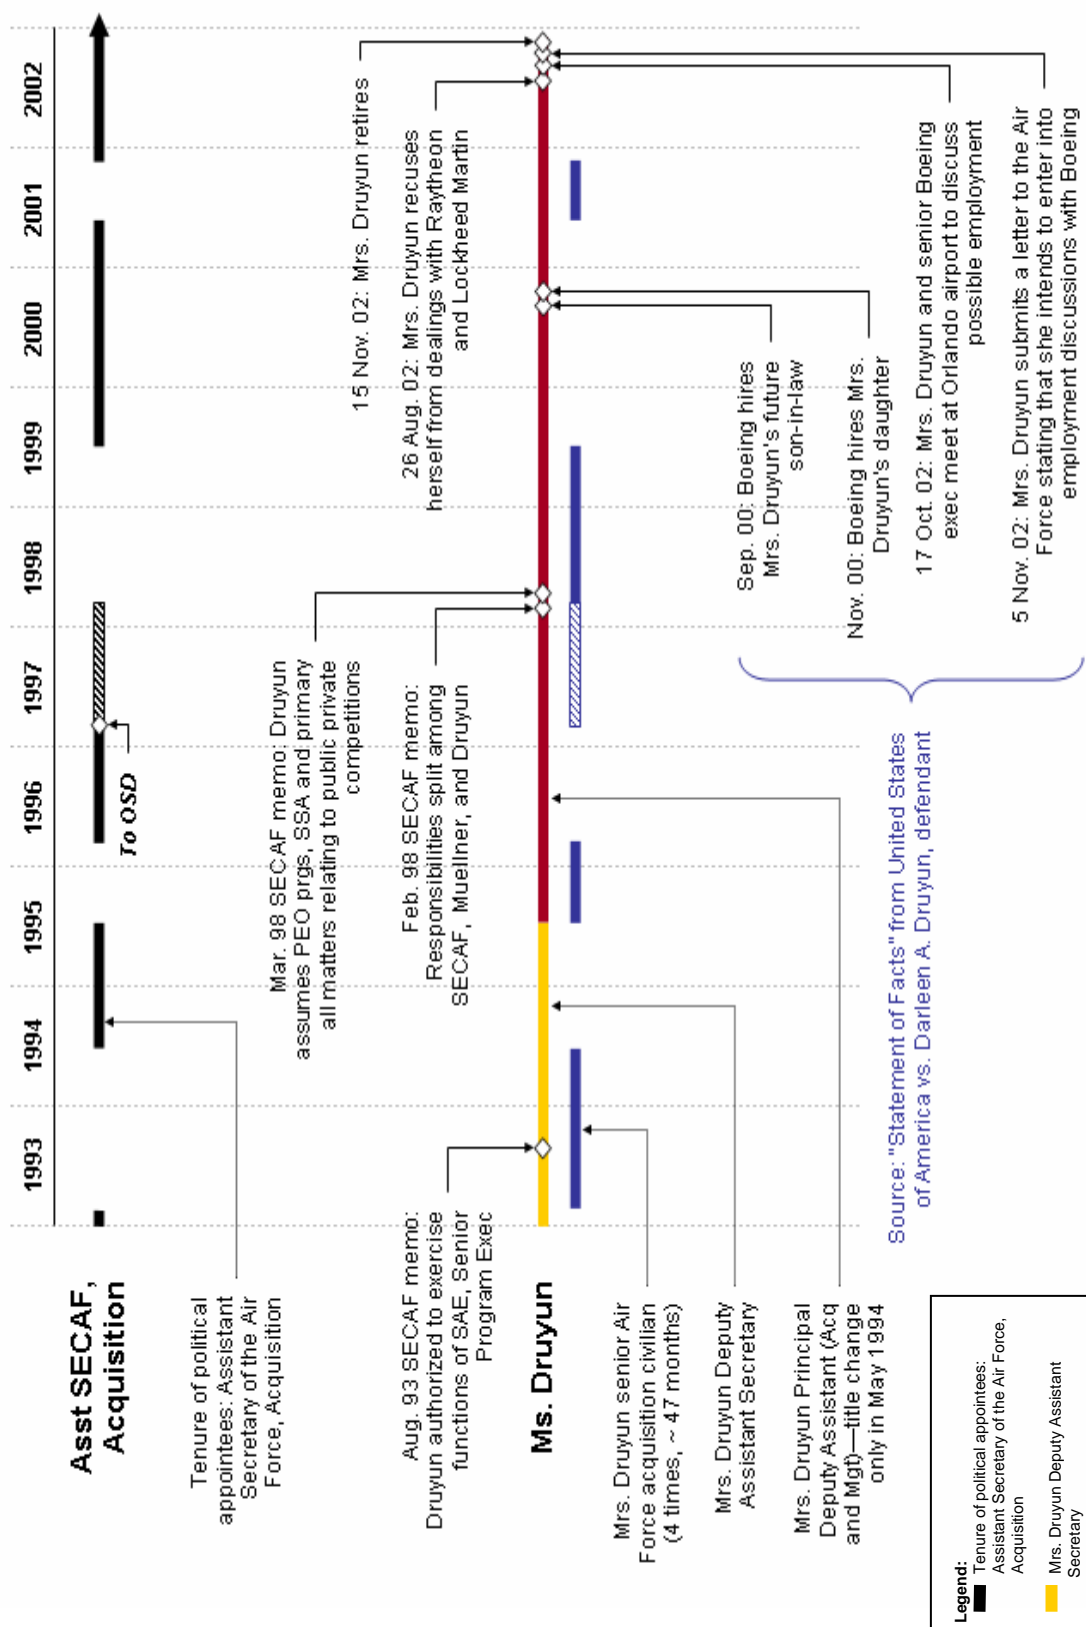 1993
1994
1995
1996
1997
1998
1999
2000
2001
2002
Asst SECAF,
Acquisition
To OSD
Tenure of political
appointees: Assistant
Secretary of the Air
Force, Acquisition
Mar. 98 SECAF memo: Druyun
assumes PEO prgs, SSA and primary
all matters relating to public private
competitions
15 Nov. 02: Mrs. Druyun retires
Aug. 93 SECAF memo:
Druyun authorized to exercise
functions of SAE, Senior
Program Exec
Feb. 98 SECAF memo:
Responsibilities split among
SECAF, Muellner, and Druyun
26 Aug. 02: Mrs. Druyun recuses
herself from dealings with Raytheon
and Lockheed Martin
Ms. Druyun
Mrs. Druyun senior Air
Force acquisition civilian
(4 times, ~ 47 months)
Mrs. Druyun Deputy
Assistant Secretary
Mrs. Druyun Principal
Deputy Assistant (Acq
and Mgt)—title change
only in May 1994
Sep. 00: Boeing hires
Mrs. Druyun's future
son-in-law
Nov. 00: Boeing hires Mrs.
Druyun's daughter
17 Oct. 02: Mrs. Druyun and senior Boeing
exec meet at Orlando airport to discuss
possible employment
5 Nov. 02: Mrs. Druyun submits a letter to the Air
Force stating that she intends to enter into
employment discussions with Boeing
Source: "Statement of Facts" from United States
of America vs. Darleen A. Druyun, defendant
Legend:
Tenure of political appointees:
Assistant Secretary of the Air Force,
Acquisition
Mrs. Druyun Deputy Assistant
Secretary